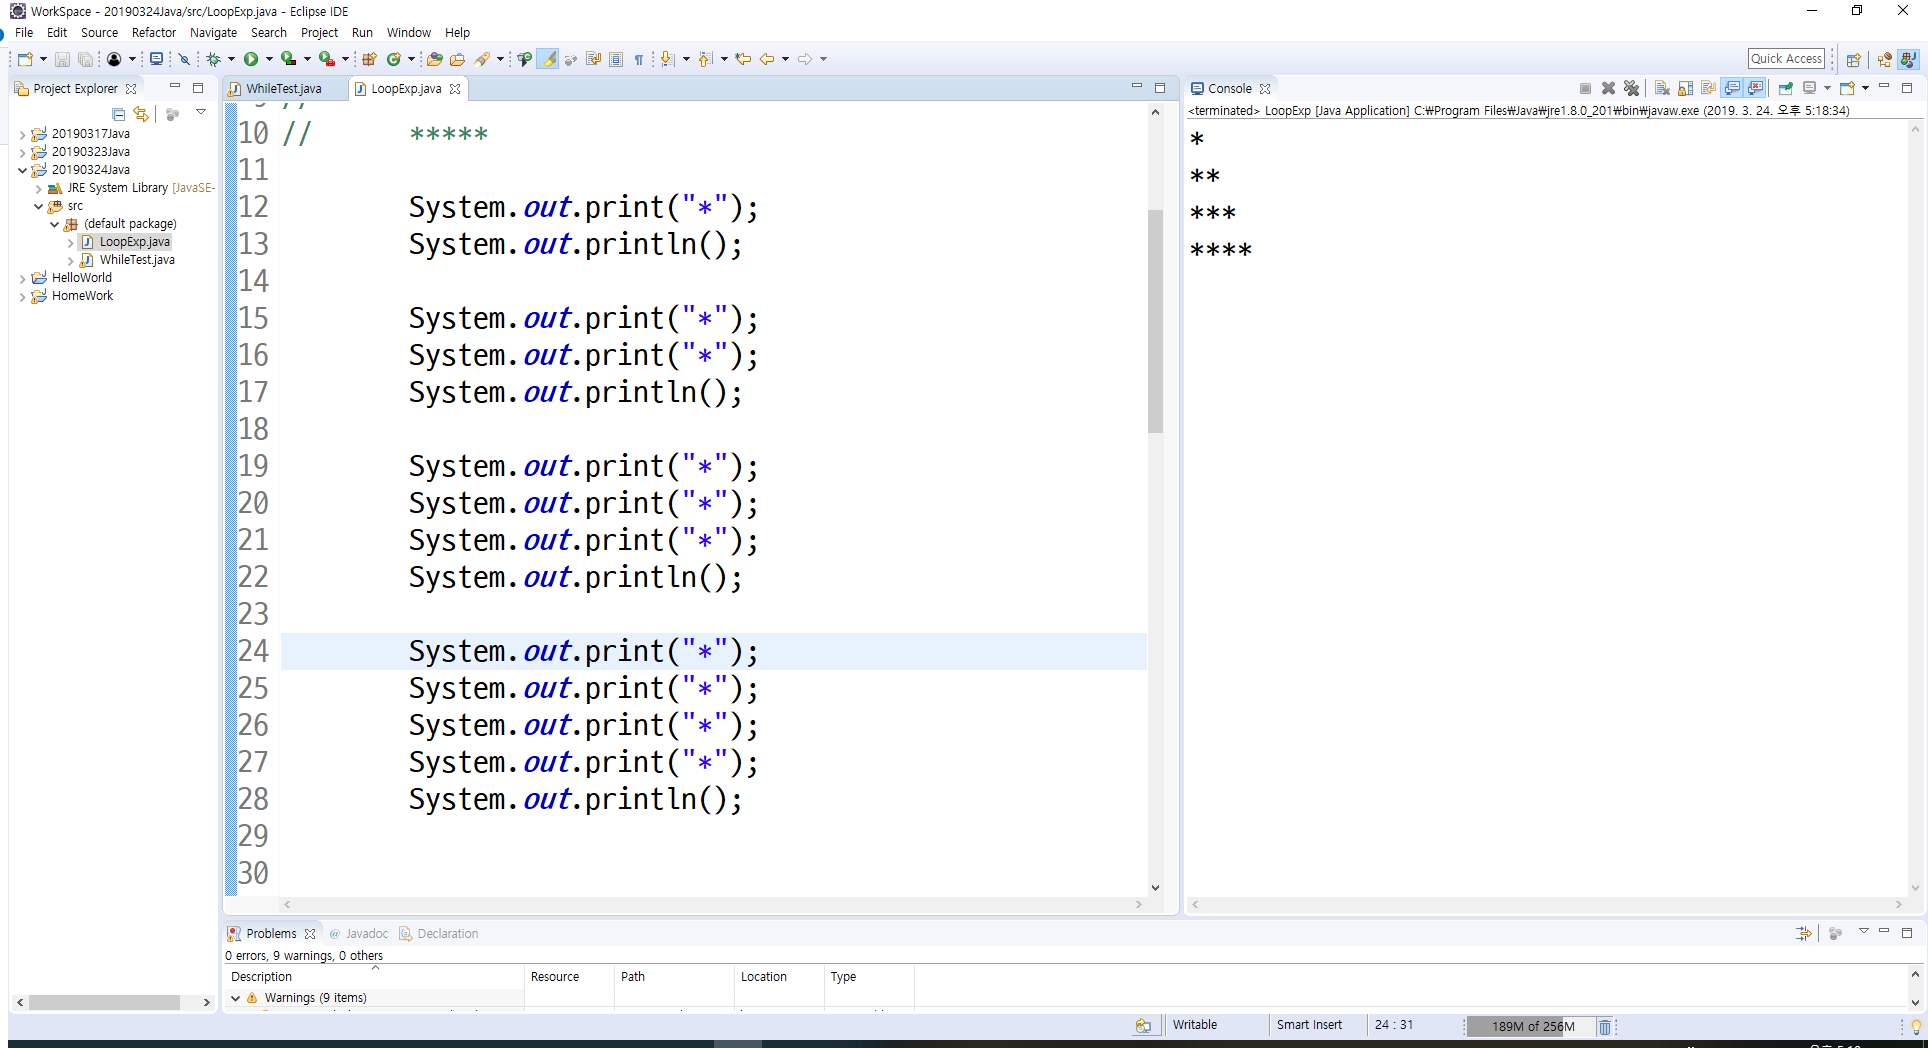 WorkSpace - 20190324Java/src/LoopExp.java - Eclipse IDE
File Edit Source Refactor Navigate Search Project Run Window Help
Quick Access
Project Explorer
20190317Java
20190323Java
20190324Java
JRE System Library [JavaSE-
src
(default package)
LoopExp.java
WhileTest.java
HelloWorld
HomeWork
WhileTest.java LoopExp.java
10 // *****
11
12 System.out.print("*");
13 System.out.println();
14
15 System.out.print("*");
16 System.out.print("*");
17 System.out.println();
18
19 System.out.print("*");
20 System.out.print("*");
21 System.out.print("*");
22 System.out.println();
23
24 System.out.print("*");
25 System.out.print("*");
26 System.out.print("*");
27 System.out.print("*");
28 System.out.println();
29
30
Console
<terminated> LoopExp [Java Application] C:₩Program Files₩Java₩jre1.8.0_201₩bin₩javaw.exe (2019. 3. 24. 오후 5:18:34)
*
**
***
****
Problems @ Javadoc Declaration
0 errors, 9 warnings, 0 others
Description Resource Path Location Type
Warnings (9 items)
Writable Smart Insert 24 : 31 189M of 256M